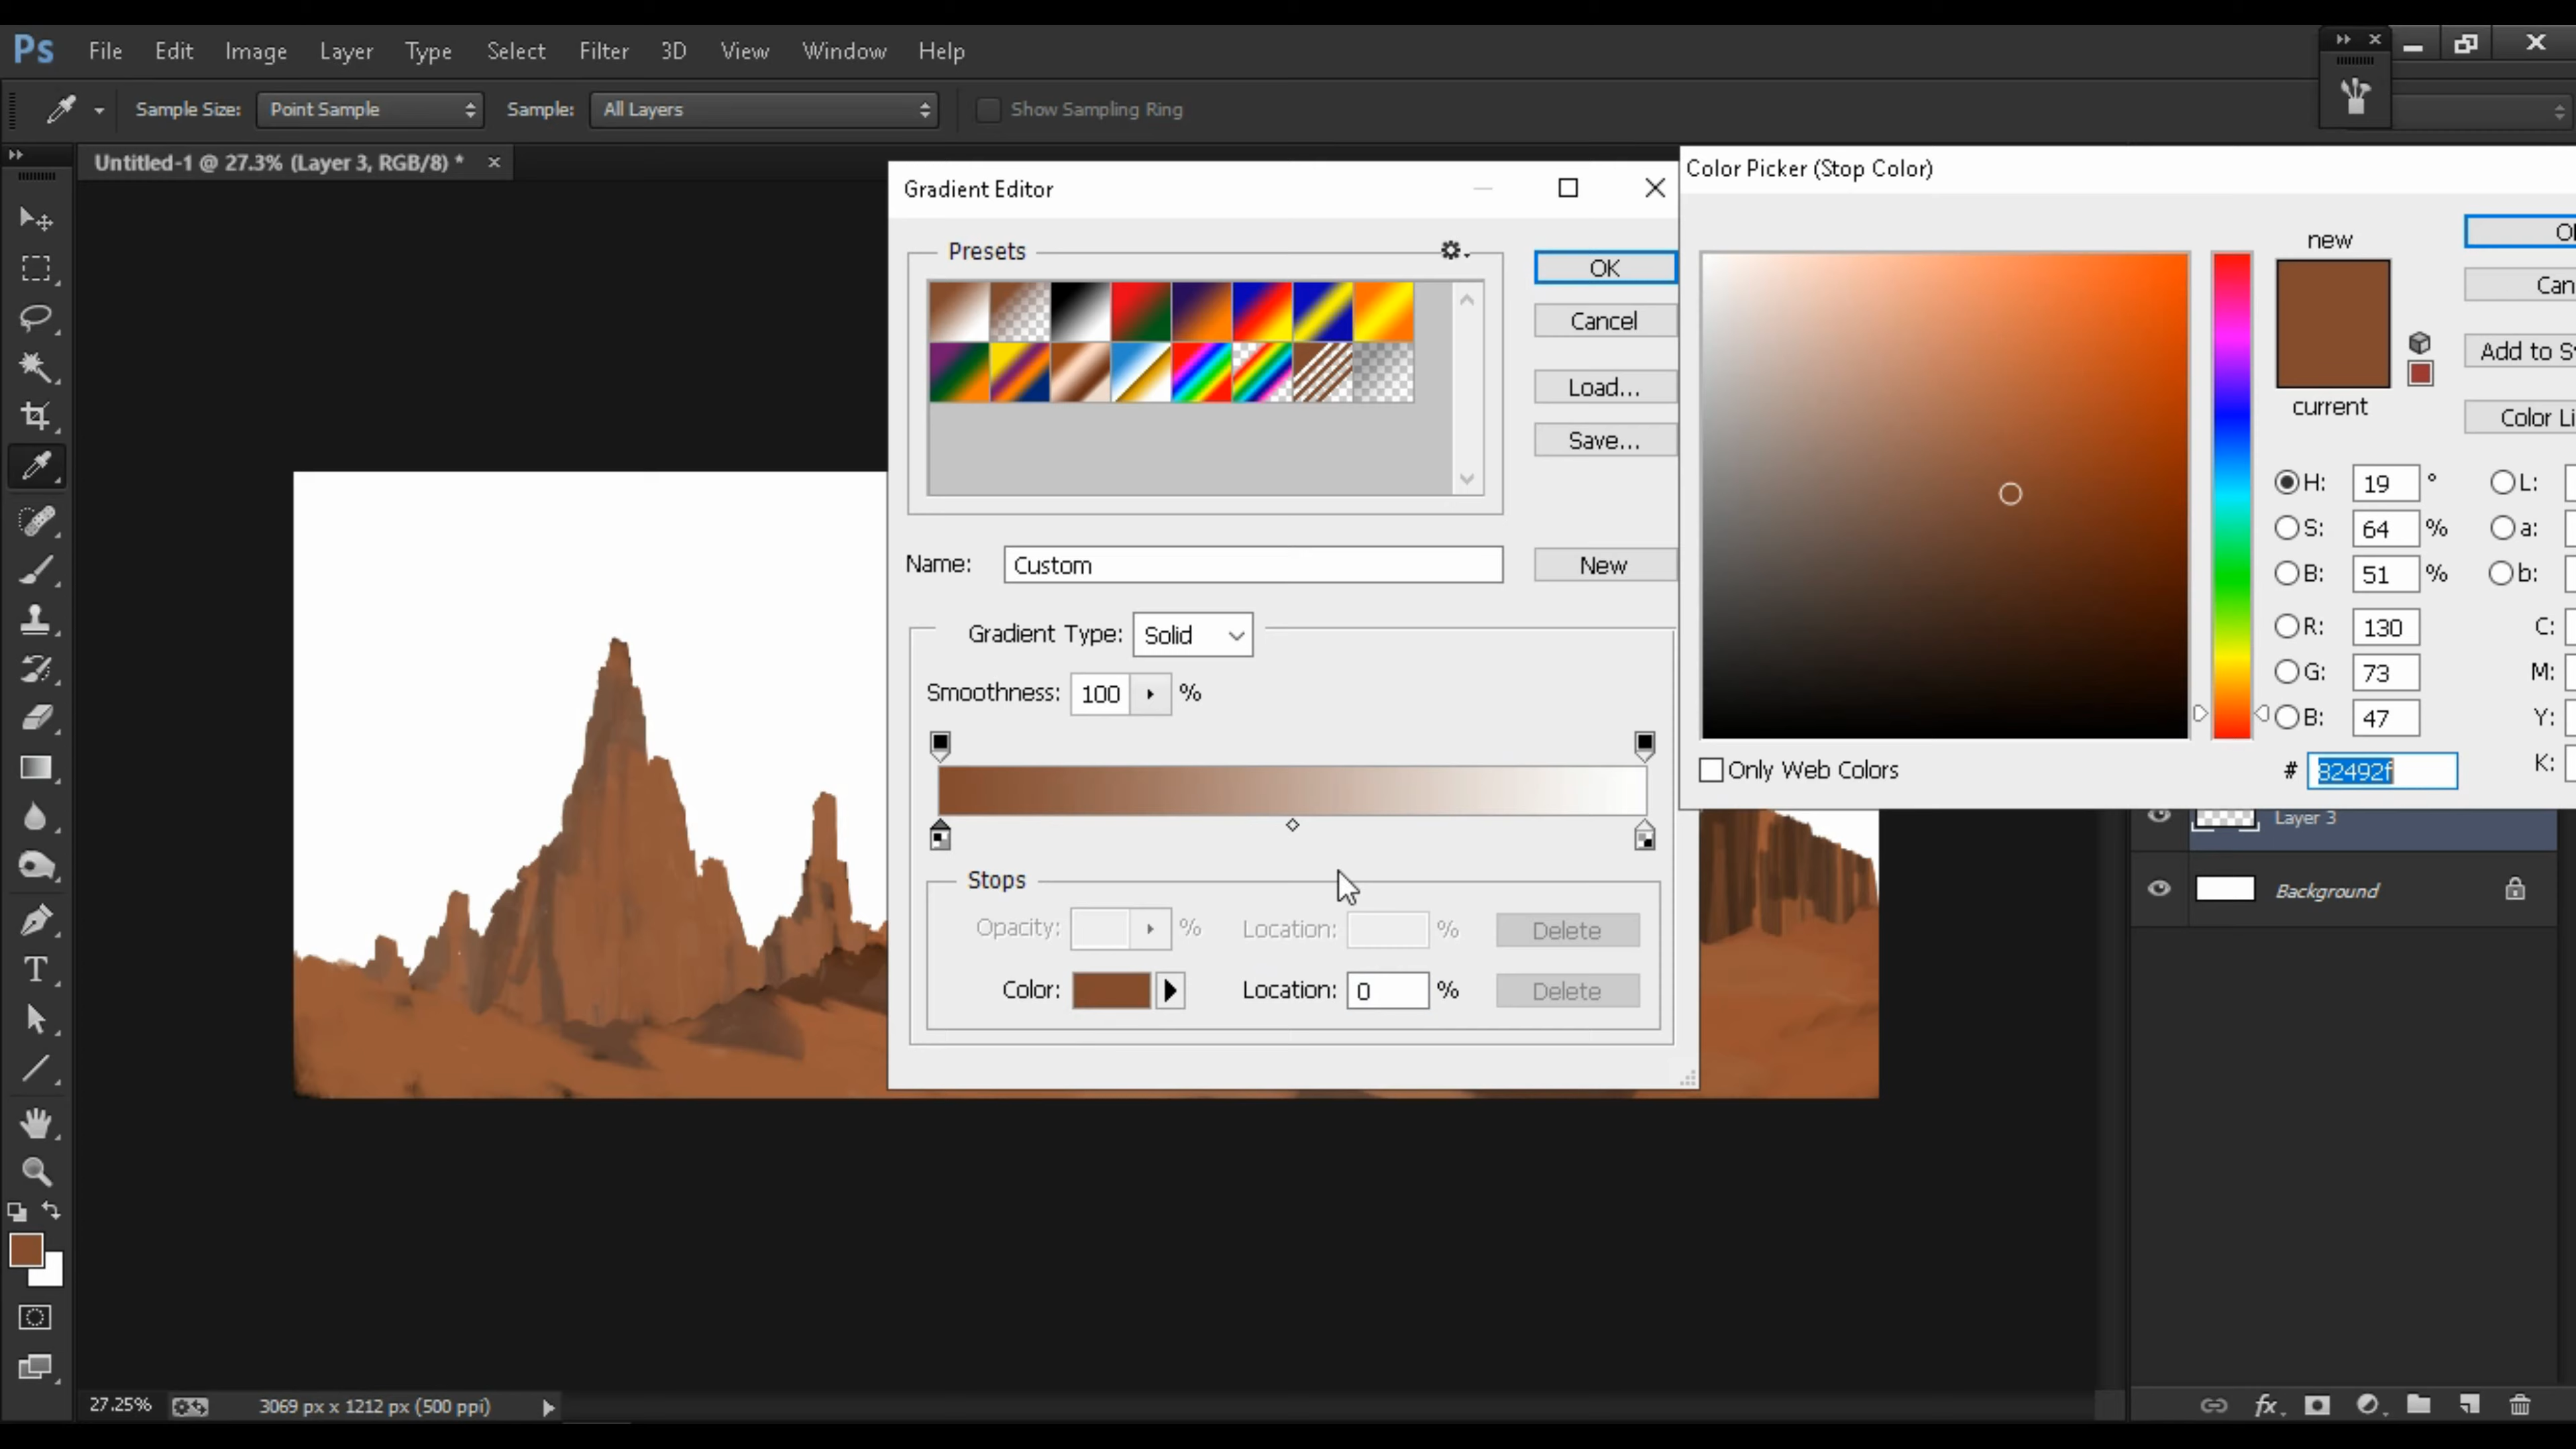 Ps File Edit Image Layer Type Select Filter 3D View Window Help
Sample Size: Point Sample Sample: All Layers Show Sampling Ring
Untitled-1 @ 27.3% (Layer 3, RGB/8) *
Gradient Editor
Presets
OK
Cancel
Load...
Save...
Name: Custom
New
Gradient Type: Solid
Smoothness: 100 %
Stops
Opacity: % Location: % Delete
Color: Location: 0 % Delete
Color Picker (Stop Color)
new
current
Add to
H: 19 ° L:
S: 64 % a:
B: 51 % b:
R: 130 C:
G: 73 M:
B: 47 Y:
Only Web Colors # 82492f K:
Layer 3
Background
T
27.25% 3069 px x 1212 px (500 ppi)
fx